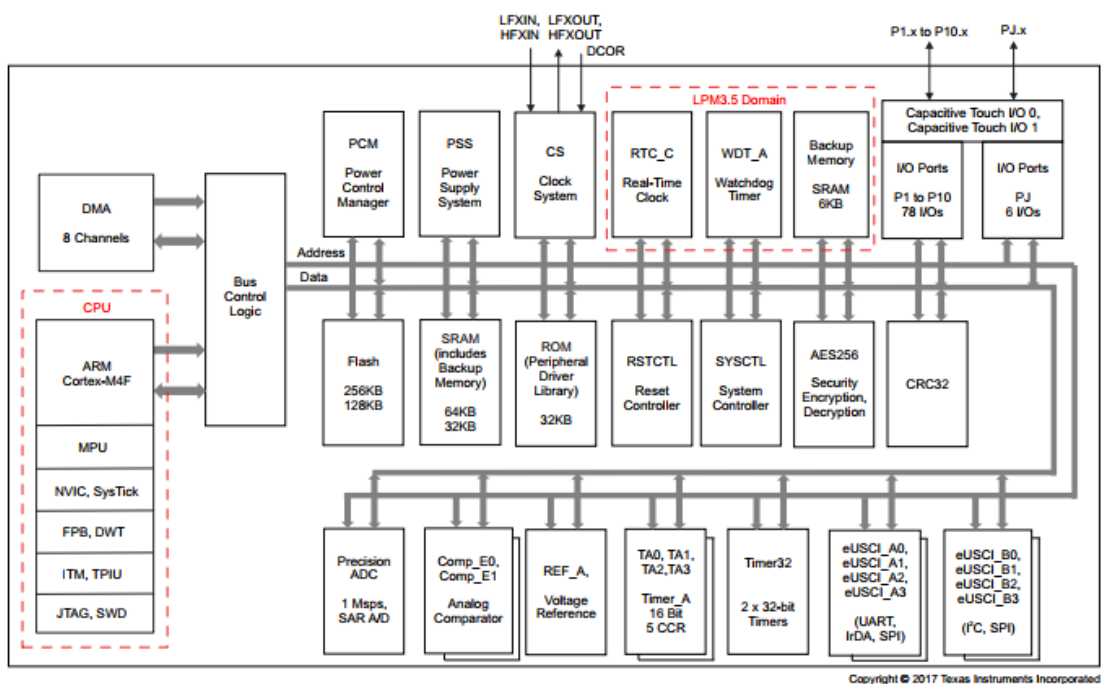 LFXIN, LFXOUT,
HFXIN HFXOUT
DCOR
P1.x to P10.x
PJ.x
LPM3.5 Domain
Capacitive Touch I/O 0,
Capacitive Touch I/O 1
PCM
Power
Control
Manager
PSS
Power
Supply
System
CS
Clock
System
RTC_C
Real-Time
Clock
WDT_A
Watchdog
Timer
Backup
Memory
SRAM
6KB
I/O Ports
P1 to P10
78 I/Os
I/O Ports
PJ
6 I/Os
DMA
8 Channels
Bus
Control
Logic
Address
Data
CPU
ARM
Cortex-M4F
MPU
NVIC, SysTick
FPB, DWT
ITM, TPIU
JTAG, SWD
Flash
256KB
128KB
SRAM
(includes
Backup
Memory)
64KB
32KB
ROM
(Peripheral
Driver
Library)
32KB
RSTCTL
Reset
Controller
SYSCTL
System
Controller
AES256
Security
Encryption,
Decryption
CRC32
Precision
ADC
1 Msps,
SAR A/D
Comp_E0,
Comp_E1
Analog
Comparator
REF_A,
Voltage
Reference
TA0, TA1,
TA2,TA3
Timer_A
16 Bit
5 CCR
Timer32
2 x 32-bit
Timers
eUSCI_A0,
eUSCI_A1,
eUSCI_A2,
eUSCI_A3
(UART,
IrDA, SPI)
eUSCI_B0,
eUSCI_B1,
eUSCI_B2,
eUSCI_B3
(I²C, SPI)
Copyright © 2017 Texas Instruments Incorporated